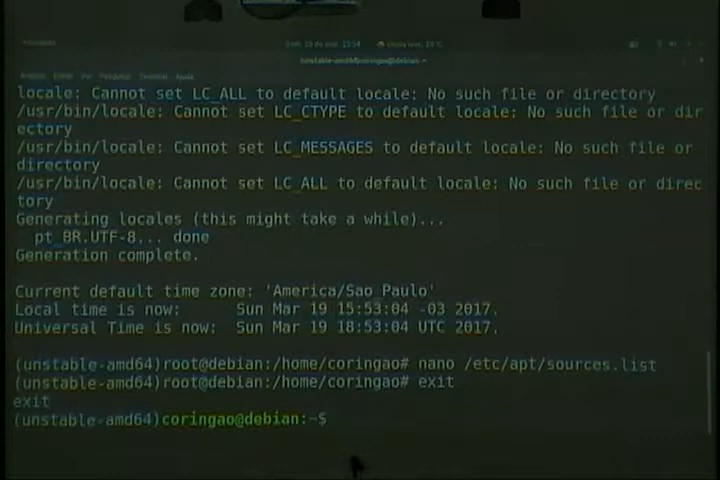 unstable-amd64)coringao@debian: ~
locale: Cannot set LC_ALL to default locale: No such file or directory
/usr/bin/locale: Cannot set LC_CTYPE to default locale: No such file or dir
ectory
/usr/bin/locale: Cannot set LC_MESSAGES to default locale: No such file or
directory
/usr/bin/locale: Cannot set LC_ALL to default locale: No such file or direc
tory
Generating locales (this might take a while)...
pt_BR.UTF-8... done
Generation complete.
Current default time zone: 'America/Sao_Paulo'
Local time is now: Sun Mar 19 15:53:04 -03 2017.
Universal Time is now: Sun Mar 19 18:53:04 UTC 2017.
(unstable-amd64)root@debian:/home/coringao# nano /etc/apt/sources.list
(unstable-amd64)root@debian:/home/coringao# exit
exit
(unstable-amd64)coringao@debian:~$